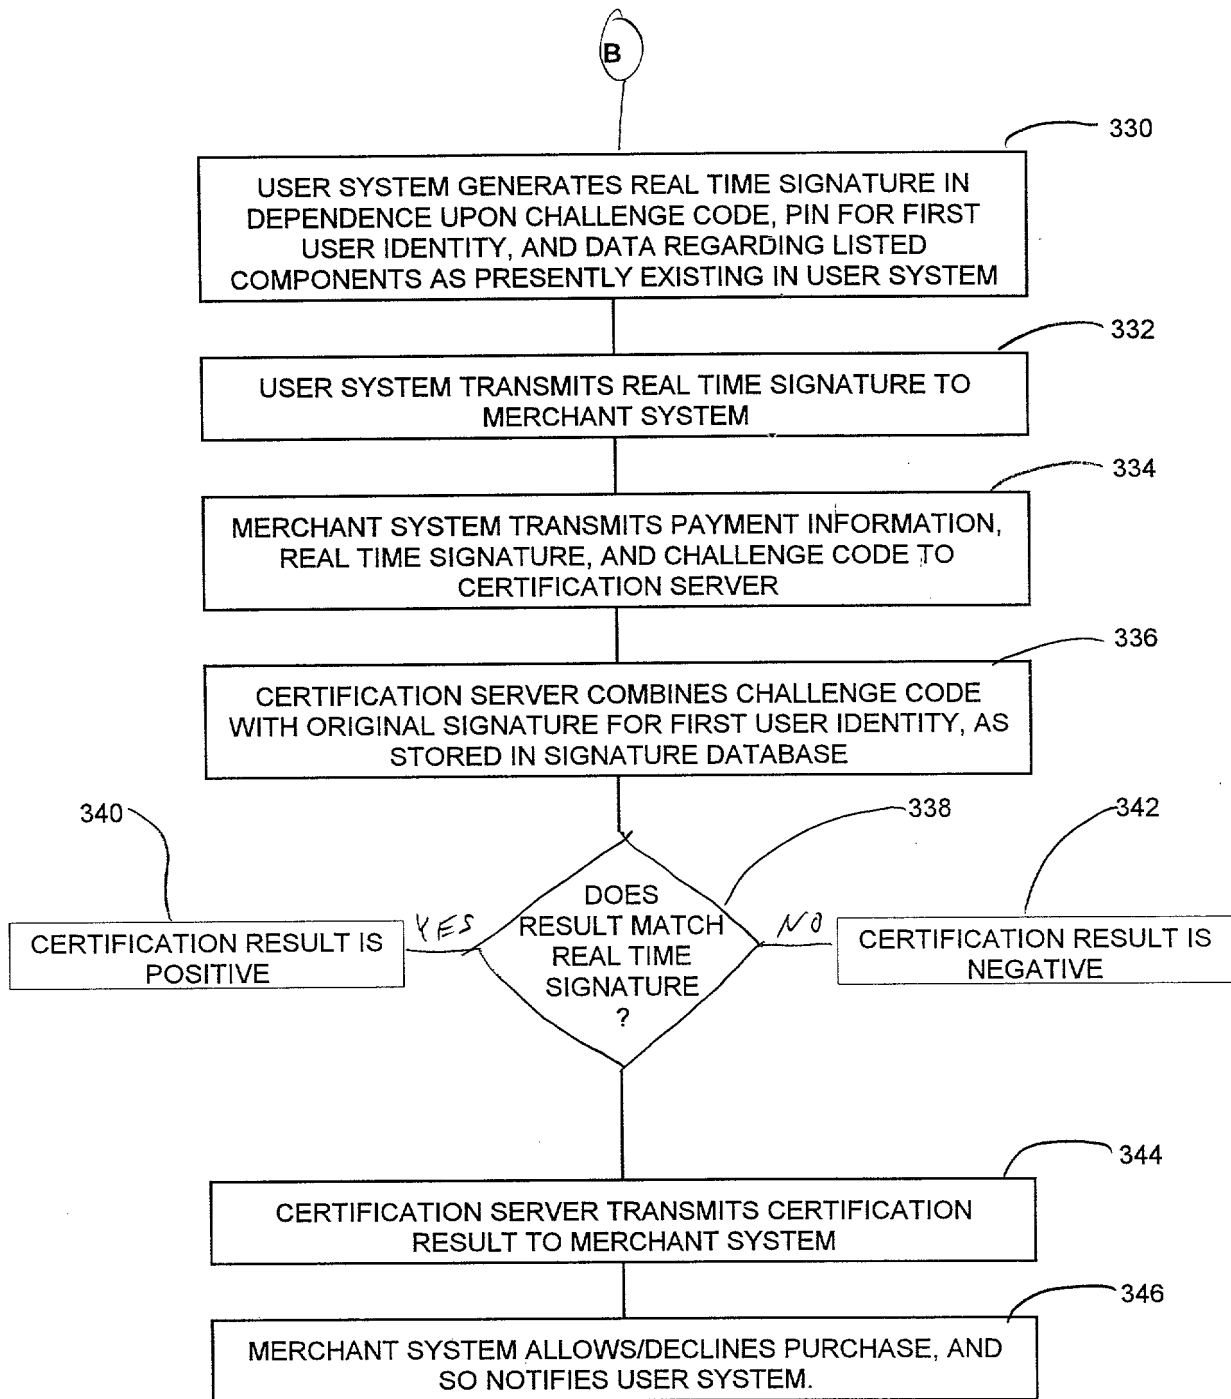 B
330
USER SYSTEM GENERATES REAL TIME SIGNATURE IN
DEPENDENCE UPON CHALLENGE CODE, PIN FOR FIRST
USER IDENTITY, AND DATA REGARDING LISTED
COMPONENTS AS PRESENTLY EXISTING IN USER SYSTEM
332
USER SYSTEM TRANSMITS REAL TIME SIGNATURE TO
MERCHANT SYSTEM
334
MERCHANT SYSTEM TRANSMITS PAYMENT INFORMATION,
REAL TIME SIGNATURE, AND CHALLENGE CODE TO
CERTIFICATION SERVER
336
CERTIFICATION SERVER COMBINES CHALLENGE CODE
WITH ORIGINAL SIGNATURE FOR FIRST USER IDENTITY, AS
STORED IN SIGNATURE DATABASE
340
338
342
DOES
RESULT MATCH
REAL TIME
SIGNATURE
?
YES
CERTIFICATION RESULT IS
POSITIVE
NO
CERTIFICATION RESULT IS
NEGATIVE
344
CERTIFICATION SERVER TRANSMITS CERTIFICATION
RESULT TO MERCHANT SYSTEM
346
MERCHANT SYSTEM ALLOWS/DECLINES PURCHASE, AND
SO NOTIFIES USER SYSTEM.